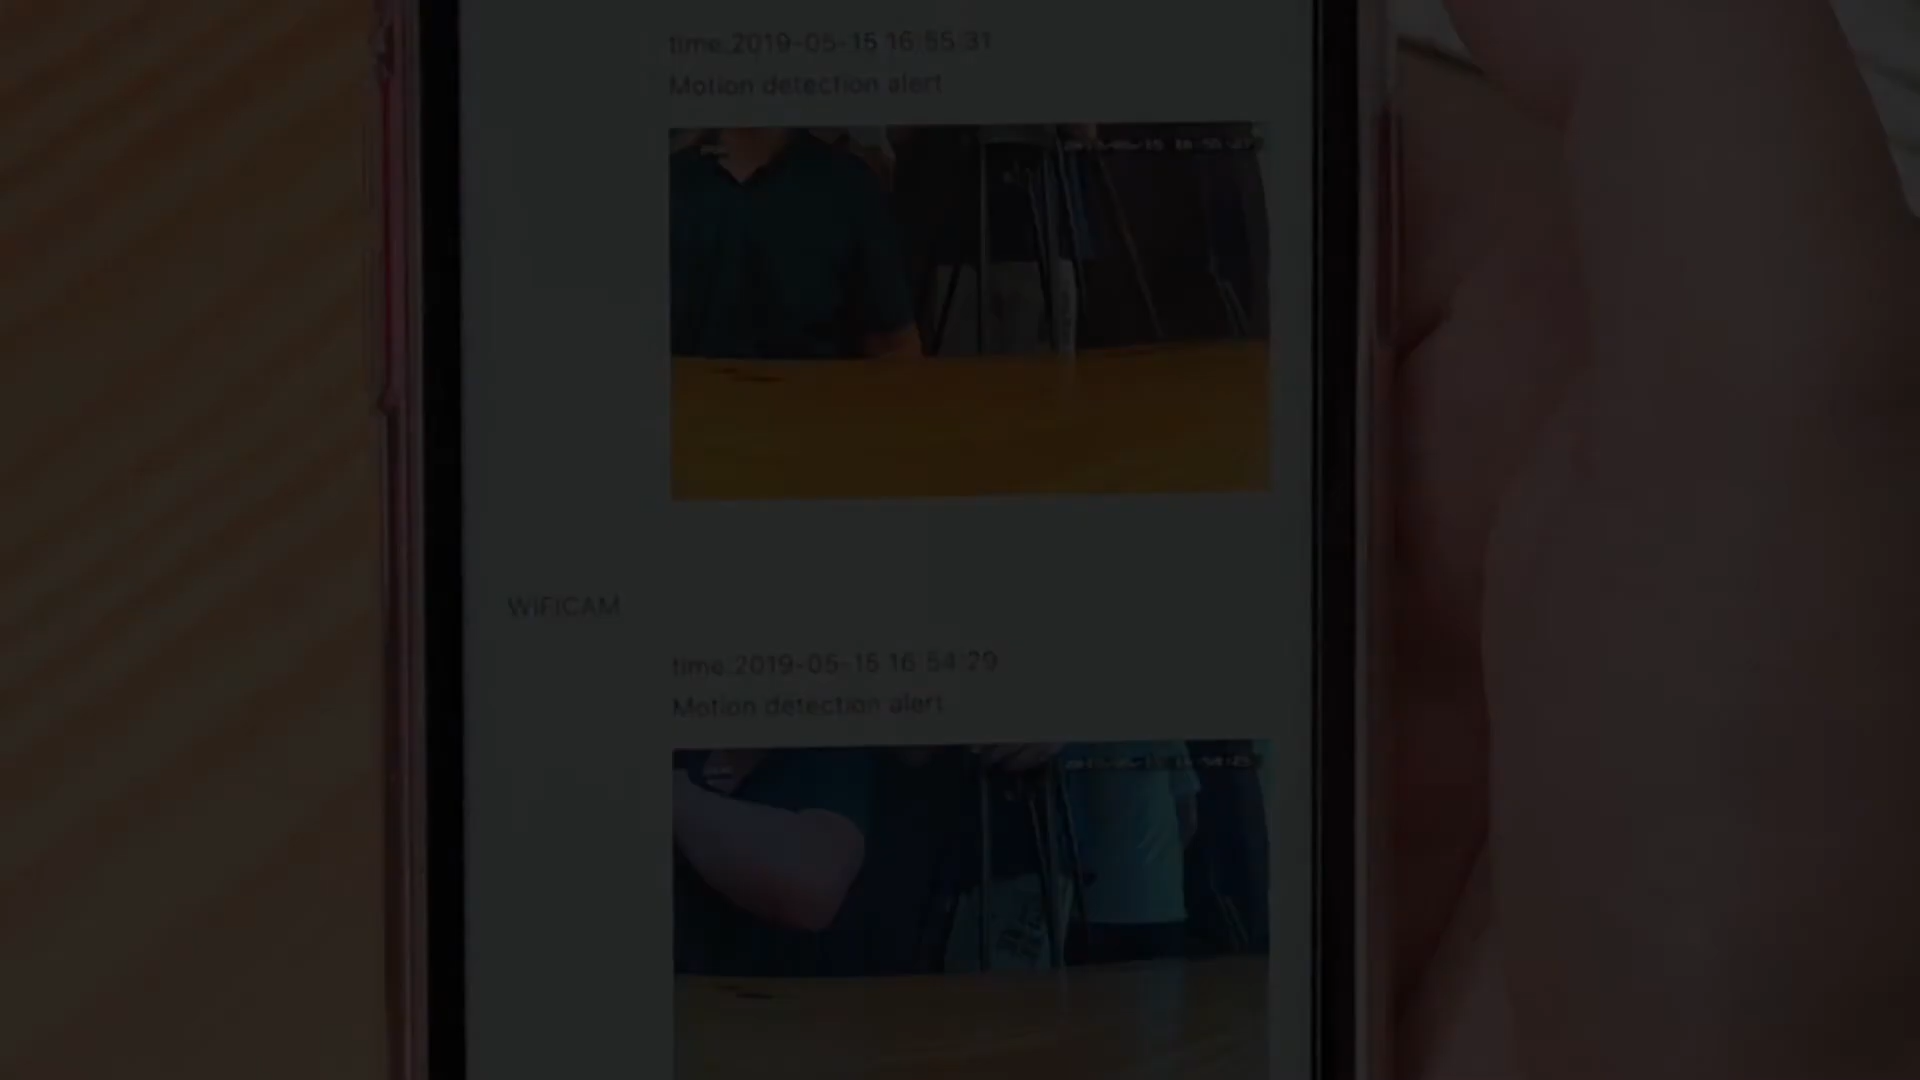 time:2019-05-15 16:55:31
Motion detection alert
WIFICAM
time:2019-05-15 16:54:29
Motion detection alert